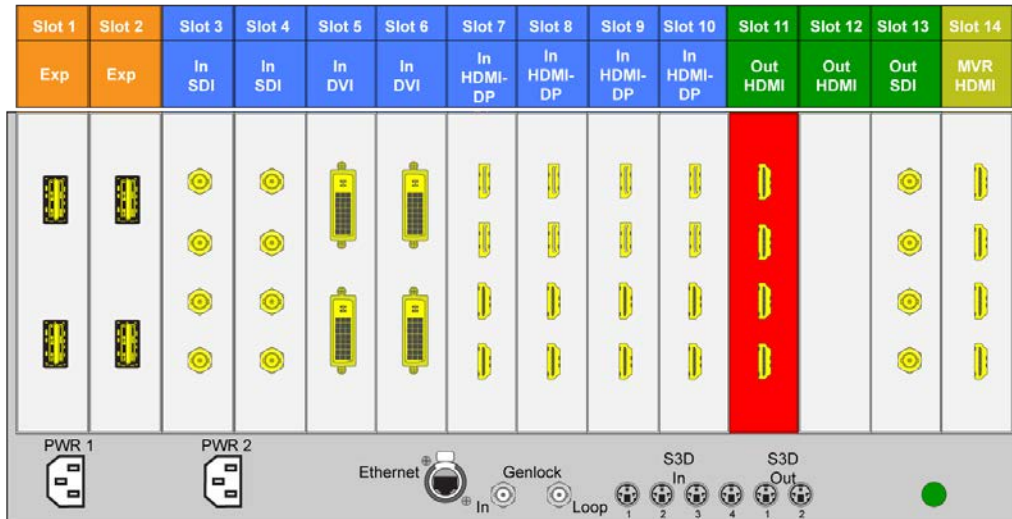 Slot 1 Slot 2 Slot 3 Slot 4 Slot 5 Slot 6 Slot 7 Slot 8 Slot 9 Slot 10 Slot 11 Slot 12 Slot 13 Slot 14
Exp
Exp
In
SDI
In
SDI
In
DVI
In
DVI
In
HDMI-
DP
In
HDMI-
DP
In
HDMI-
DP
In
HDMI-
DP
Out
HDMI
Out
HDMI
Out
SDI
MVR
HDMI
PWR 1
PWR 2
Ethernet
Genlock
In
Loop
S3D
In
S3D
Out
1 2 3 4 1 2